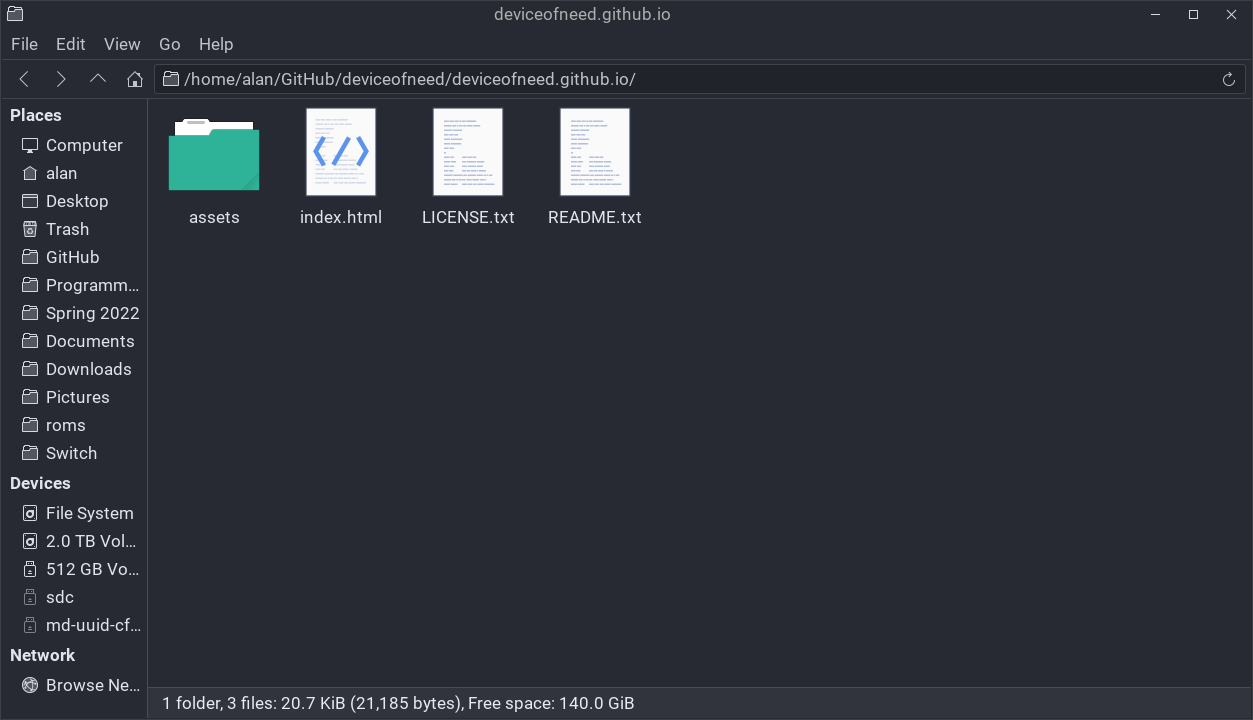 deviceofneed.github.io
File Edit View Go Help
/home/alan/GitHub/deviceofneed/deviceofneed.github.io/
Places
Computer
alan
Desktop
Trash
GitHub
Programm...
Spring 2022
Documents
Downloads
Pictures
roms
Switch
Devices
File System
2.0 TB Vol...
512 GB Vo...
sdc
md-uuid-cf...
Network
Browse Ne...
assets index.html LICENSE.txt README.txt
1 folder, 3 files: 20.7 KiB (21,185 bytes), Free space: 140.0 GiB